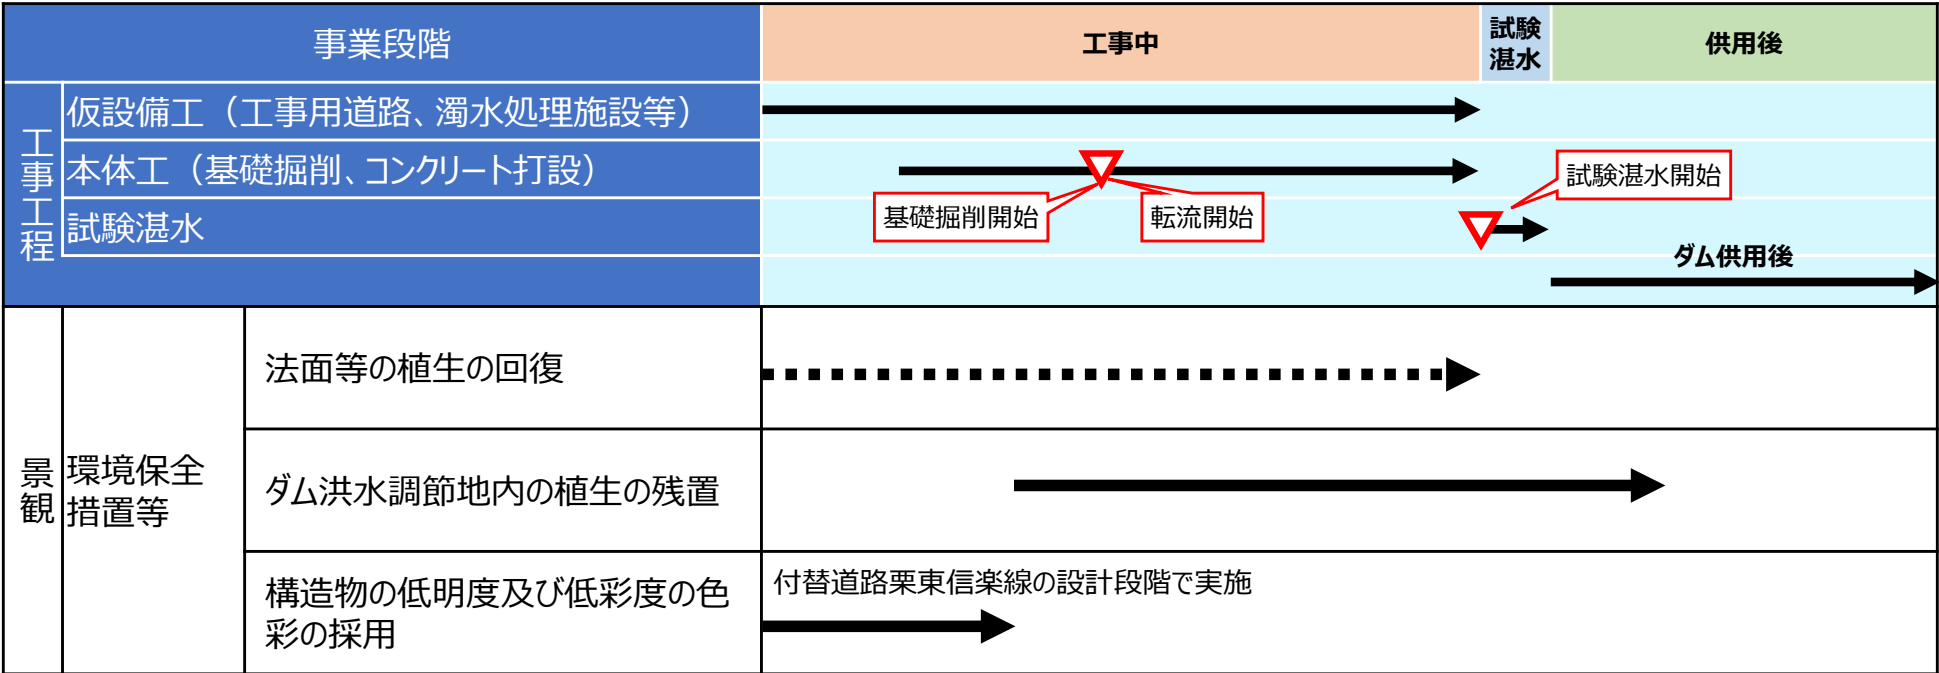 事業段階
工事中
試験
湛水
供用後
工事工程
仮設備工（工事用道路、濁水処理施設等）
本体工（基礎掘削、コンクリート打設）
試験湛水開始
基礎掘削開始
転流開始
試験湛水
ダム供用後
景観
環境保全
措置等
法面等の植生の回復
ダム洪水調節地内の植生の残置
構造物の低明度及び低彩度の色
彩の採用
付替道路栗東信楽線の設計段階で実施